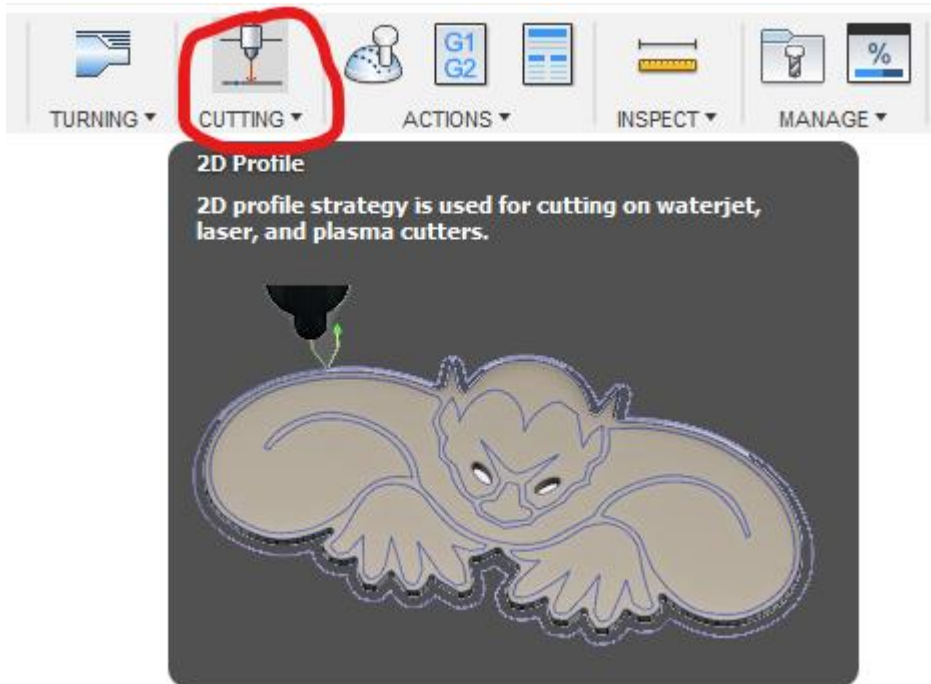 G1
G2
%
TURNING ▾ CUTTING ▾ ACTIONS ▾ INSPECT ▾ MANAGE ▾
2D Profile
2D profile strategy is used for cutting on waterjet,
laser, and plasma cutters.